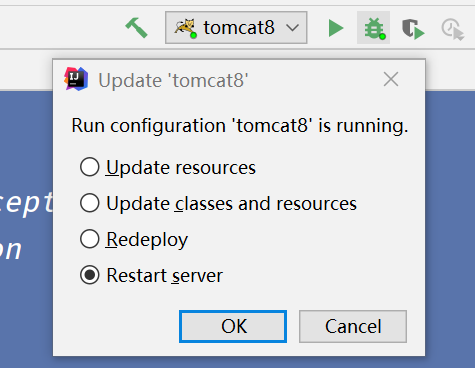 tomcat8
IJ
Update 'tomcat8'
Run configuration 'tomcat8' is running.
cept
on
Update resources
Update classes and resources
Redeploy
Restart server
OK
Cancel